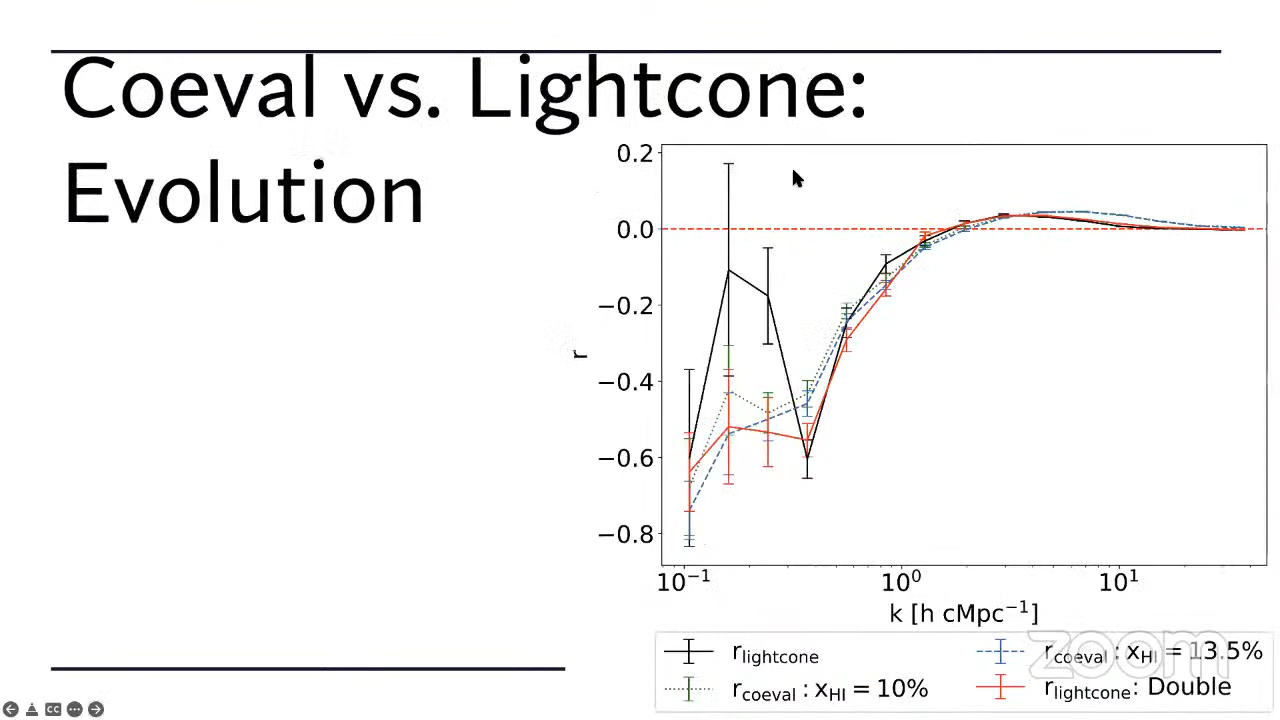 Coeval vs. Lightcone:
Evolution
0.2
0.0
−0.2
−0.4
−0.6
−0.8
r
10⁻¹ 10⁰ 10¹
k [h cMpc⁻¹]
r_lightcone
r_coeval : x_HI = 10%
r_coeval : x_HI = 13.5%
r_lightcone: Double
zoom
CC